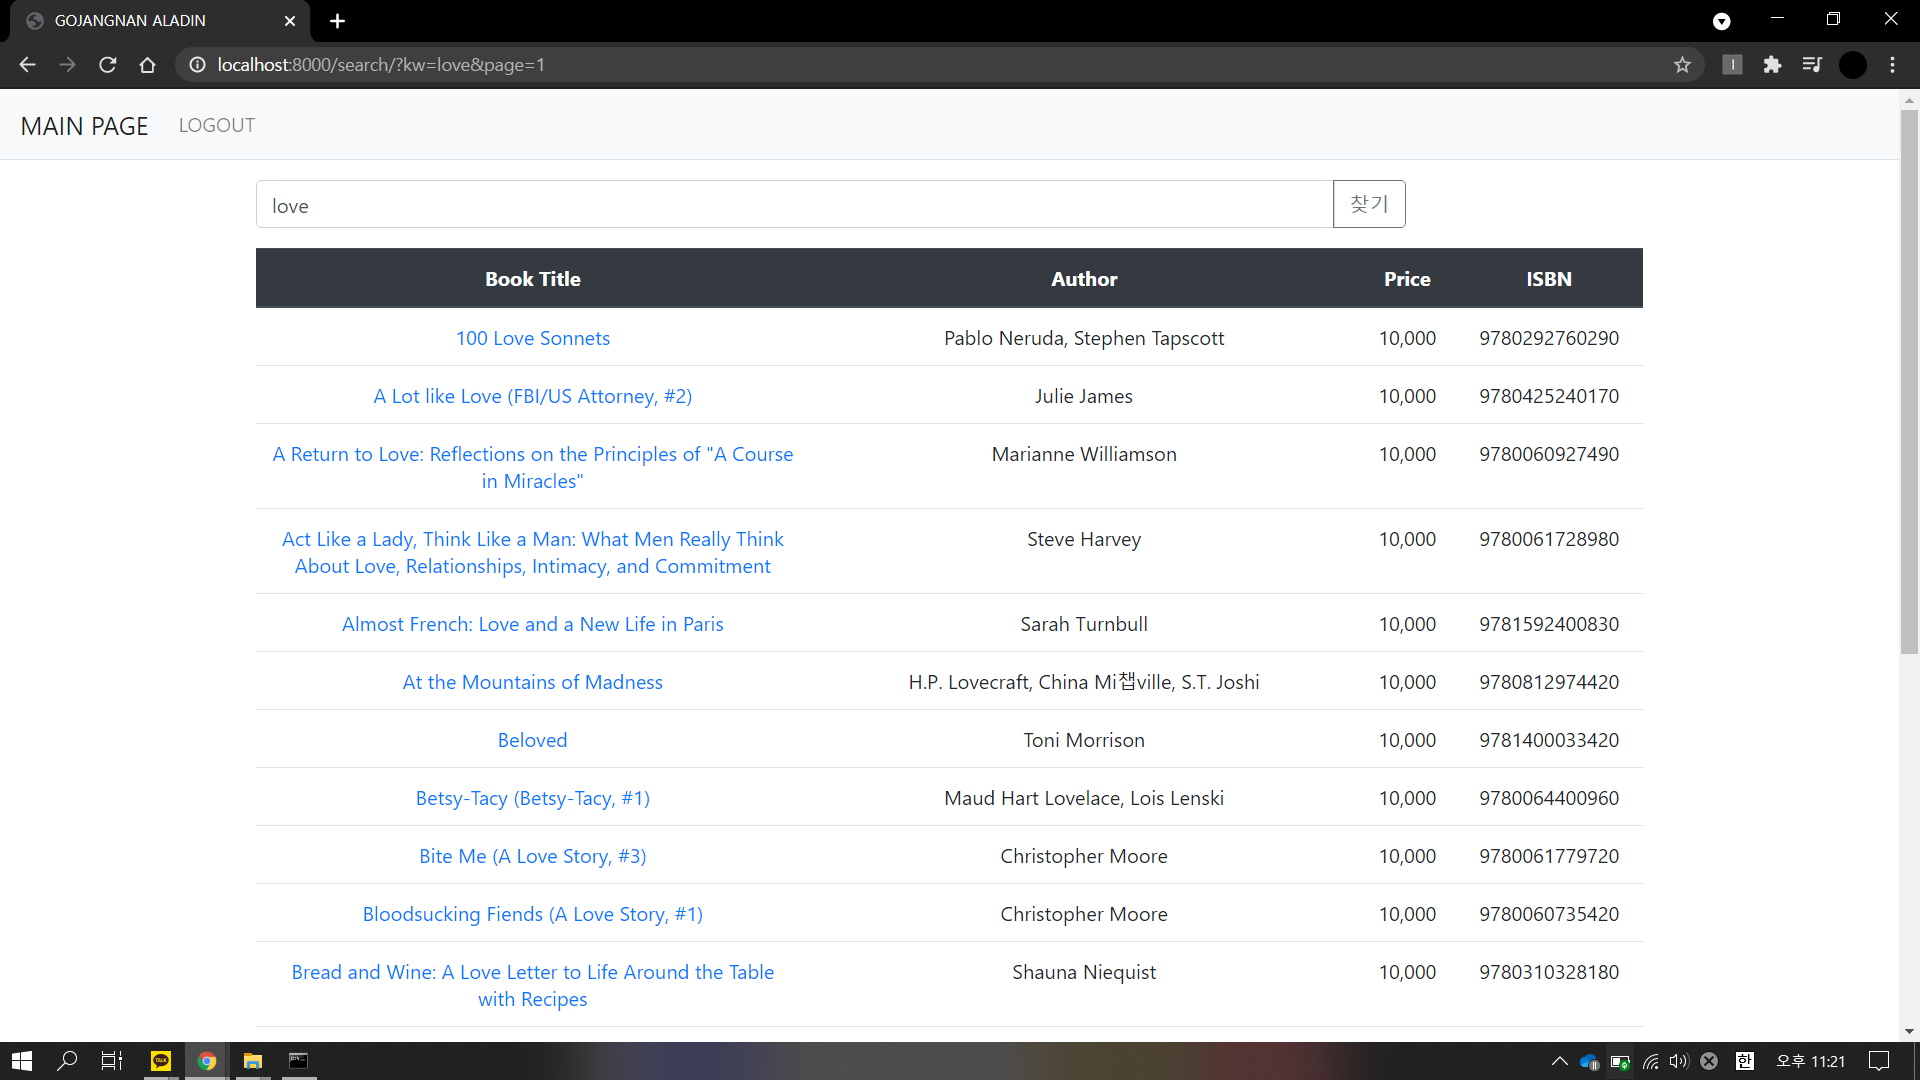 GOJANGNAN ALADIN
localhost:8000/search/?kw=love&page=1
MAIN PAGE LOGOUT
love 찾기
Book Title Author Price ISBN
100 Love Sonnets Pablo Neruda, Stephen Tapscott 10,000 9780292760290
A Lot like Love (FBI/US Attorney, #2) Julie James 10,000 9780425240170
A Return to Love: Reflections on the Principles of "A Course Marianne Williamson 10,000 9780060927490
in Miracles"
Act Like a Lady, Think Like a Man: What Men Really Think Steve Harvey 10,000 9780061728980
About Love, Relationships, Intimacy, and Commitment
Almost French: Love and a New Life in Paris Sarah Turnbull 10,000 9781592400830
At the Mountains of Madness H.P. Lovecraft, China Mi챕ville, S.T. Joshi 10,000 9780812974420
Beloved Toni Morrison 10,000 9781400033420
Betsy-Tacy (Betsy-Tacy, #1) Maud Hart Lovelace, Lois Lenski 10,000 9780064400960
Bite Me (A Love Story, #3) Christopher Moore 10,000 9780061779720
Bloodsucking Fiends (A Love Story, #1) Christopher Moore 10,000 9780060735420
Bread and Wine: A Love Letter to Life Around the Table Shauna Niequist 10,000 9780310328180
with Recipes
TALK 한 오후 11:21